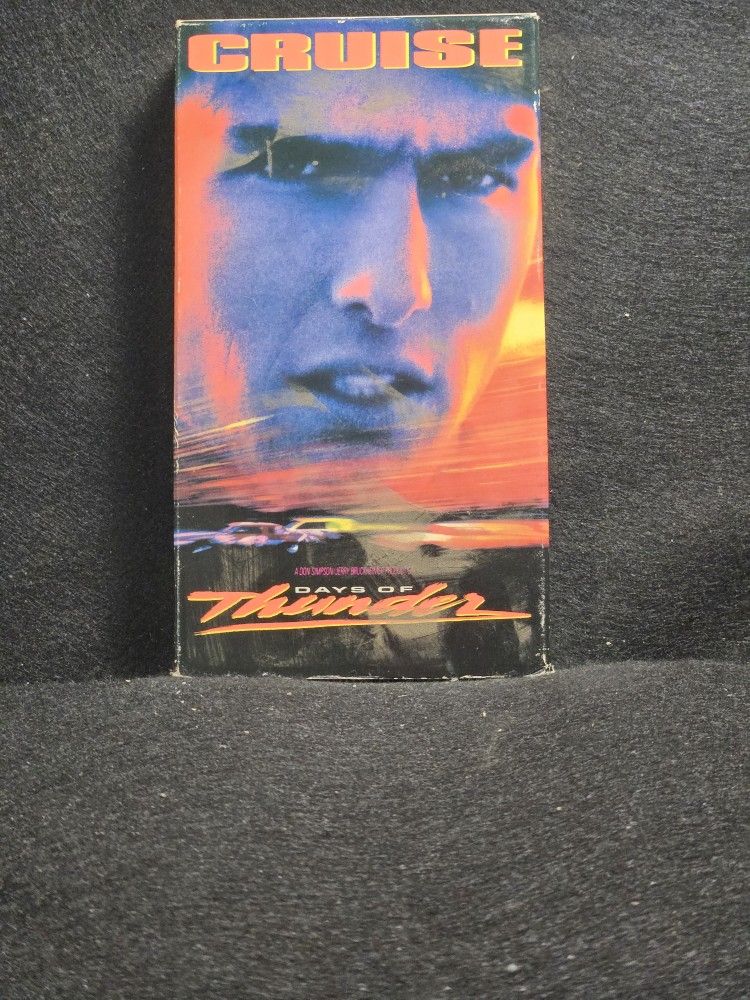 CRUISE
A DON SIMPSON/JERRY BRUCKHEIMER PRODUCTION
DAYS OF
Thunder